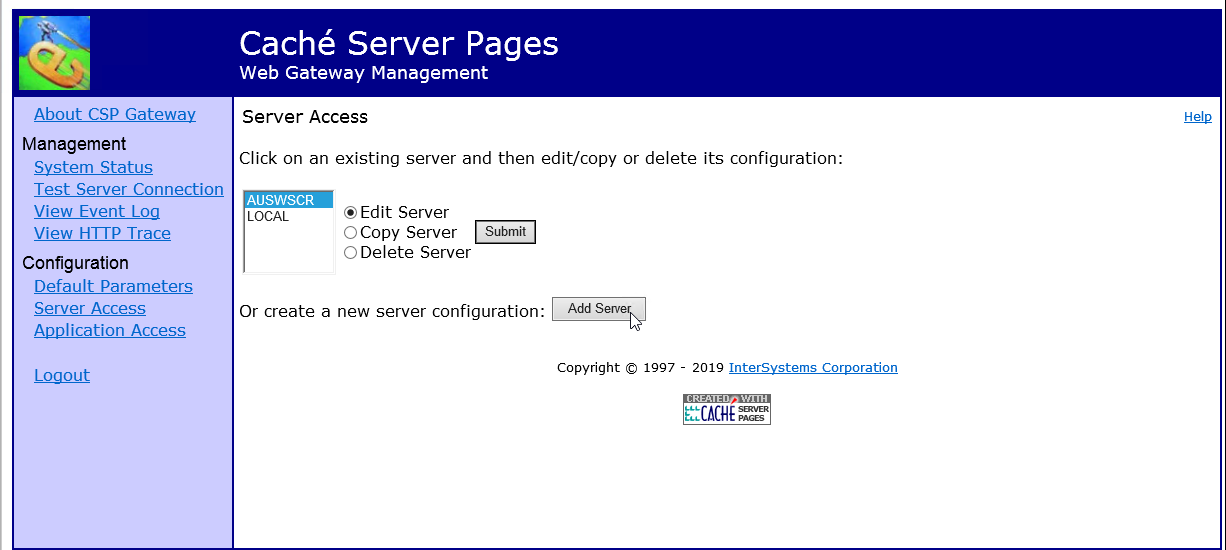 Caché Server Pages
Web Gateway Management
About CSP Gateway
Management
System Status
Test Server Connection
View Event Log
View HTTP Trace
Configuration
Default Parameters
Server Access
Application Access
Logout
Server Access
Help
Click on an existing server and then edit/copy or delete its configuration:
AUSWSCR
LOCAL
Edit Server
Copy Server
Delete Server
Submit
Or create a new server configuration: Add Server
Copyright © 1997 - 2019 InterSystems Corporation
CREATED WITH
CACHÉ SERVER PAGES